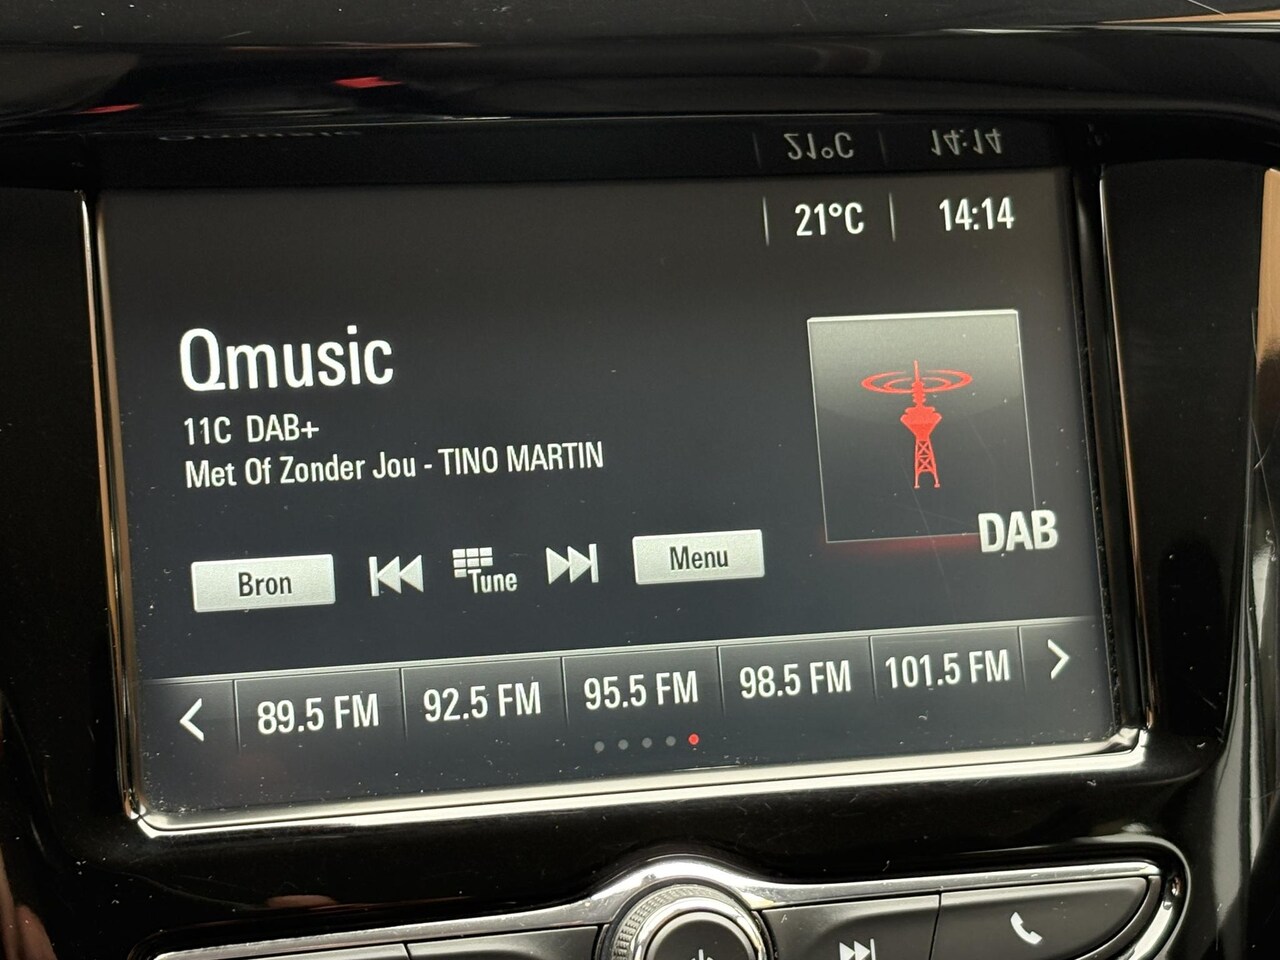 21°C 14:14
Qmusic
11C DAB+
Met Of Zonder Jou - TINO MARTIN
DAB
Bron Tune Menu
89.5 FM 92.5 FM 95.5 FM 98.5 FM 101.5 FM